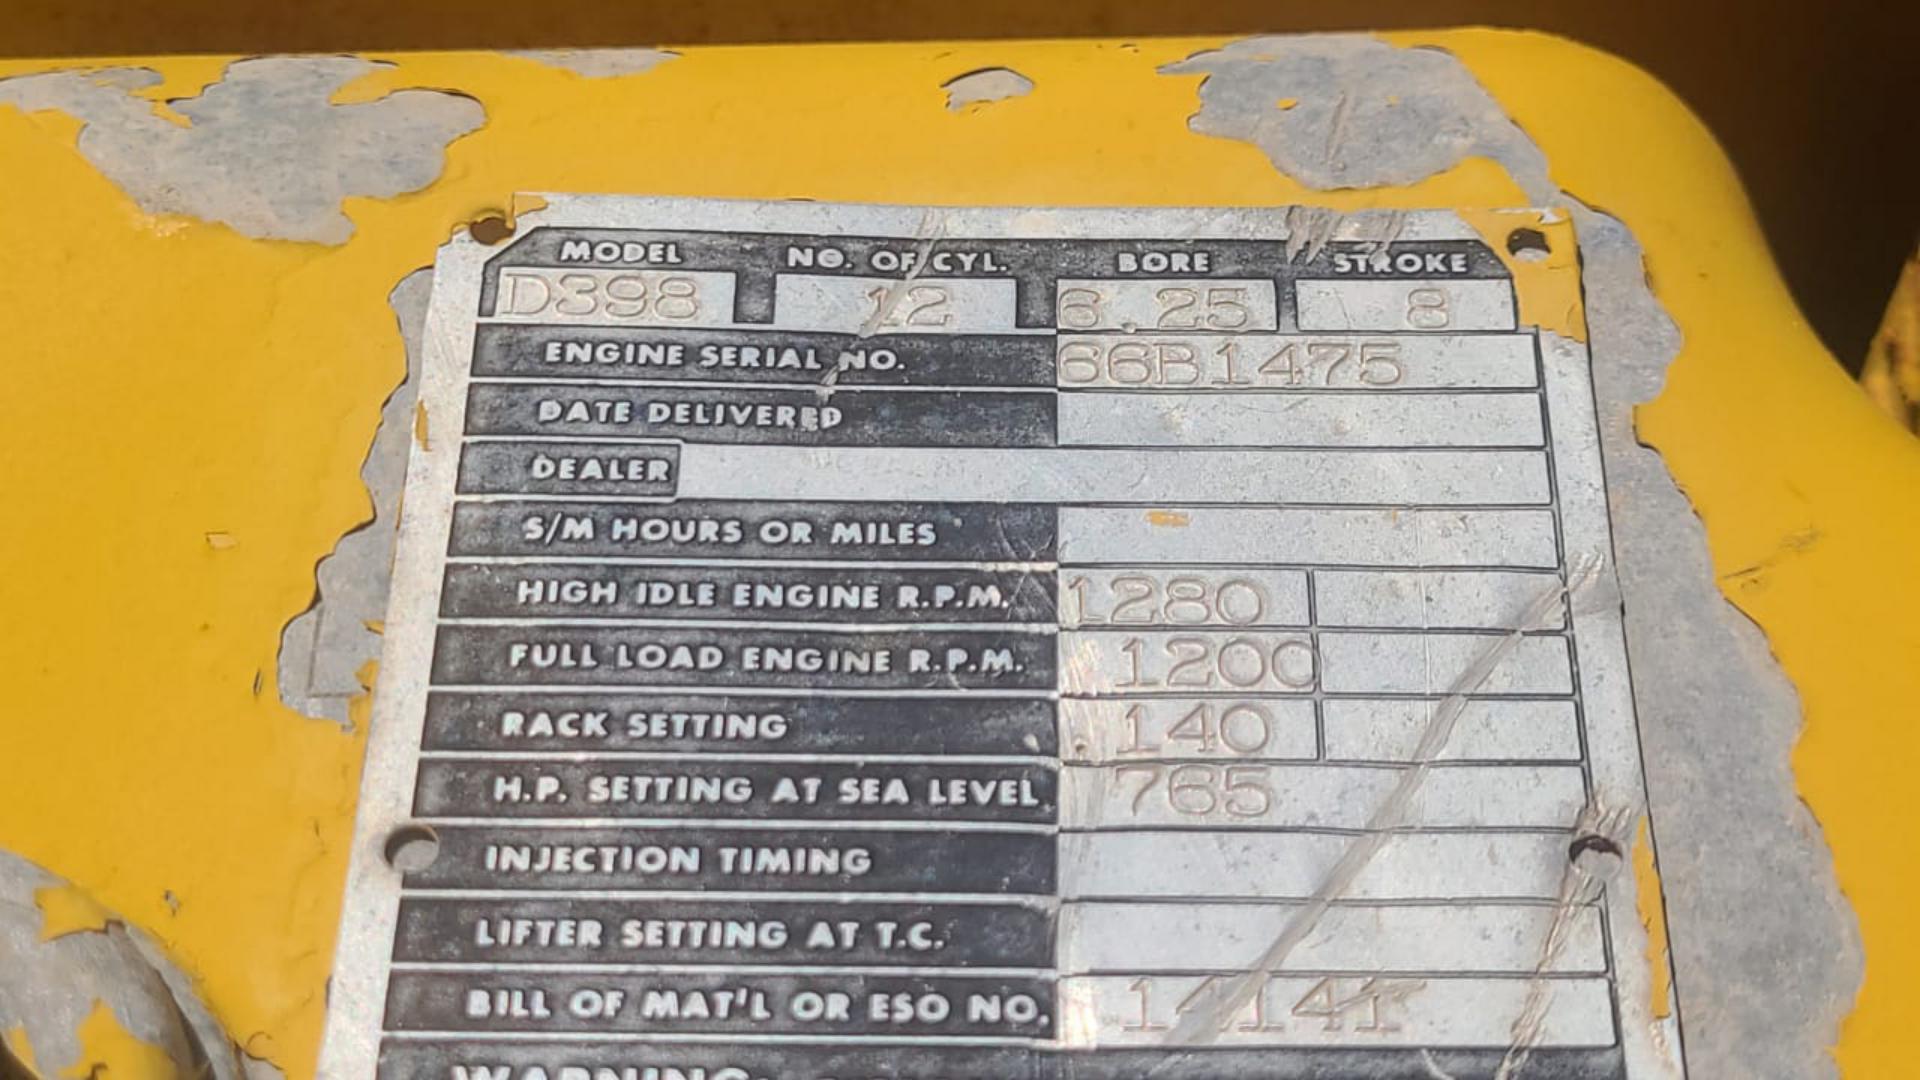 MODEL NO. OF CYL. BORE STROKE
D398 12 6.25 8
ENGINE SERIAL NO. 66B1475
DATE DELIVERED
DEALER
S/M HOURS OR MILES
HIGH IDLE ENGINE R.P.M. 1280
FULL LOAD ENGINE R.P.M. 1200
RACK SETTING .140
H.P. SETTING AT SEA LEVEL 765
INJECTION TIMING
LIFTER SETTING AT T.C.
BILL OF MAT'L OR ESO NO.
WARNING: